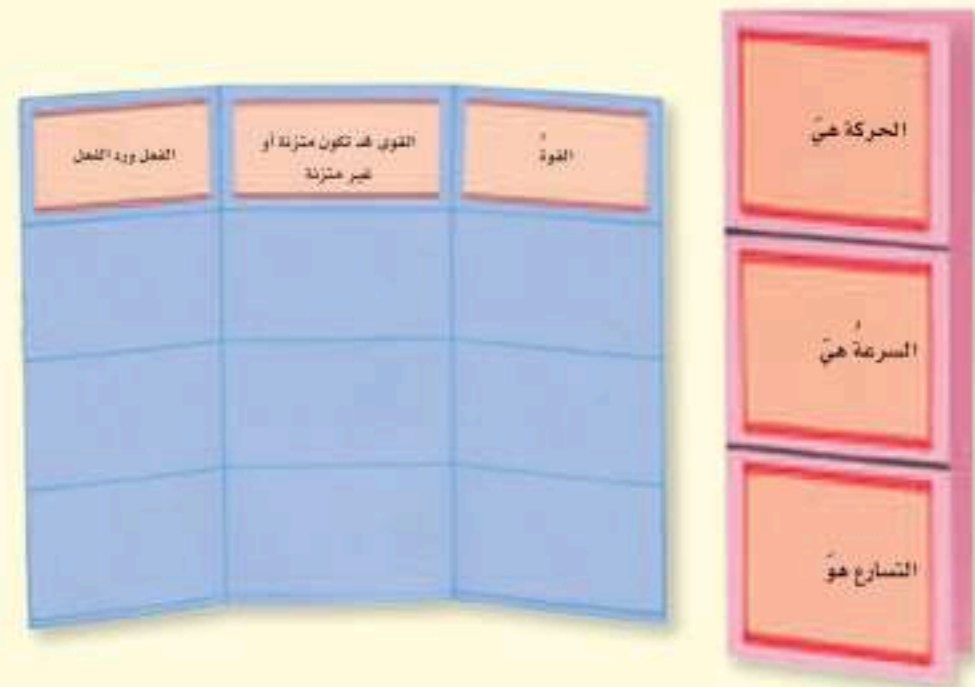 الحركة هيَ
السرعةُ هيَ
التسارع هوَ
القوةُ
القوى قد تكون متزنة أو
غير متزنة
الفعل ورد الفعل